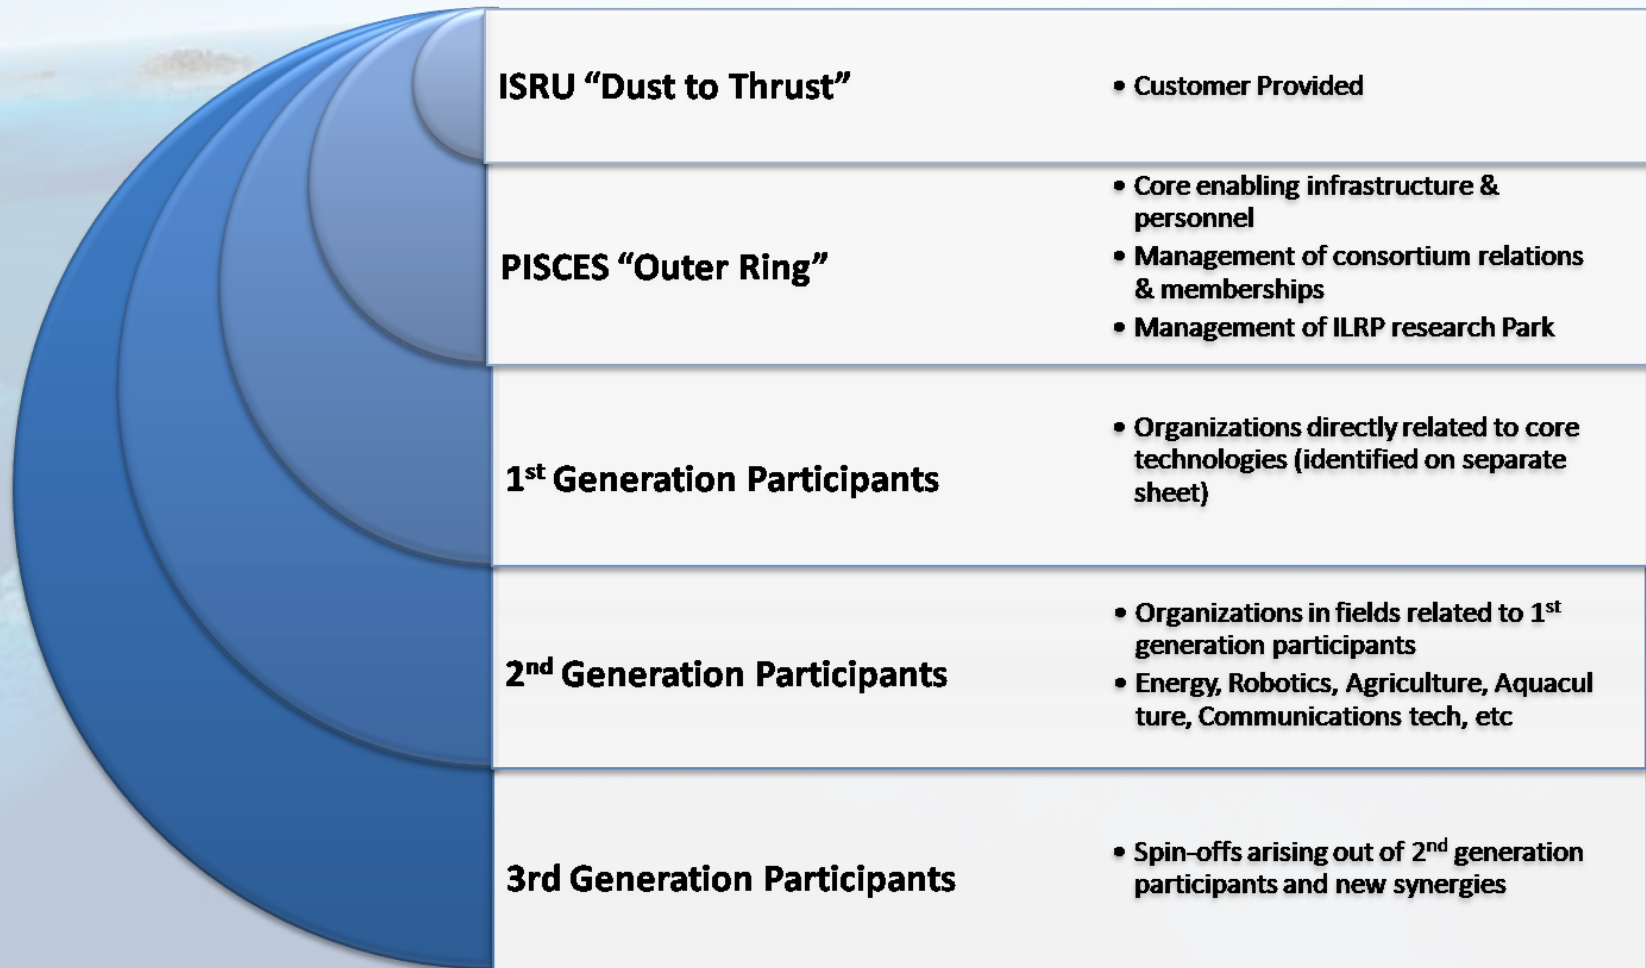 ISRU “Dust to Thrust”
• Customer Provided
PISCES “Outer Ring”
• Core enabling infrastructure &
personnel
• Management of consortium relations
& memberships
• Management of ILRP research Park
1st Generation Participants
• Organizations directly related to core
technologies (identified on separate
sheet)
2nd Generation Participants
• Organizations in fields related to 1st
generation participants
• Energy, Robotics, Agriculture, Aquacul
ture, Communications tech, etc
3rd Generation Participants
• Spin-offs arising out of 2nd generation
participants and new synergies